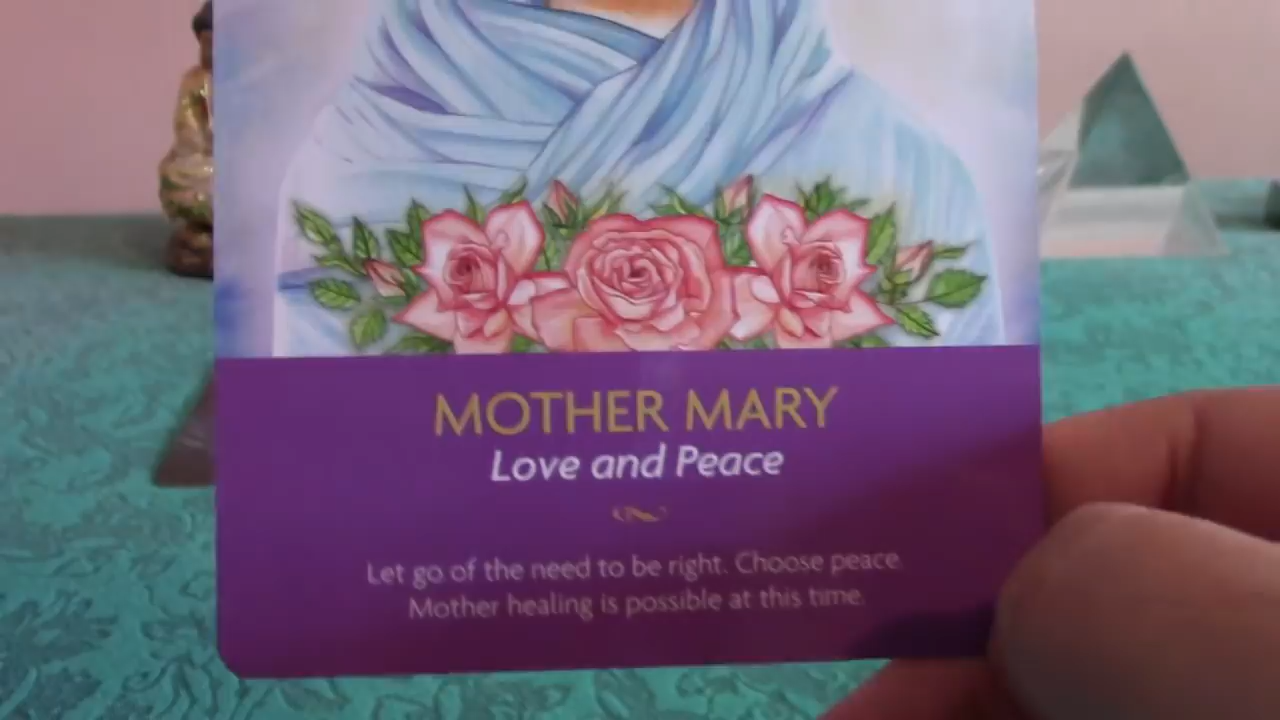 MOTHER MARY
Love and Peace
Let go of the need to be right. Choose peace.
Mother healing is possible at this time.